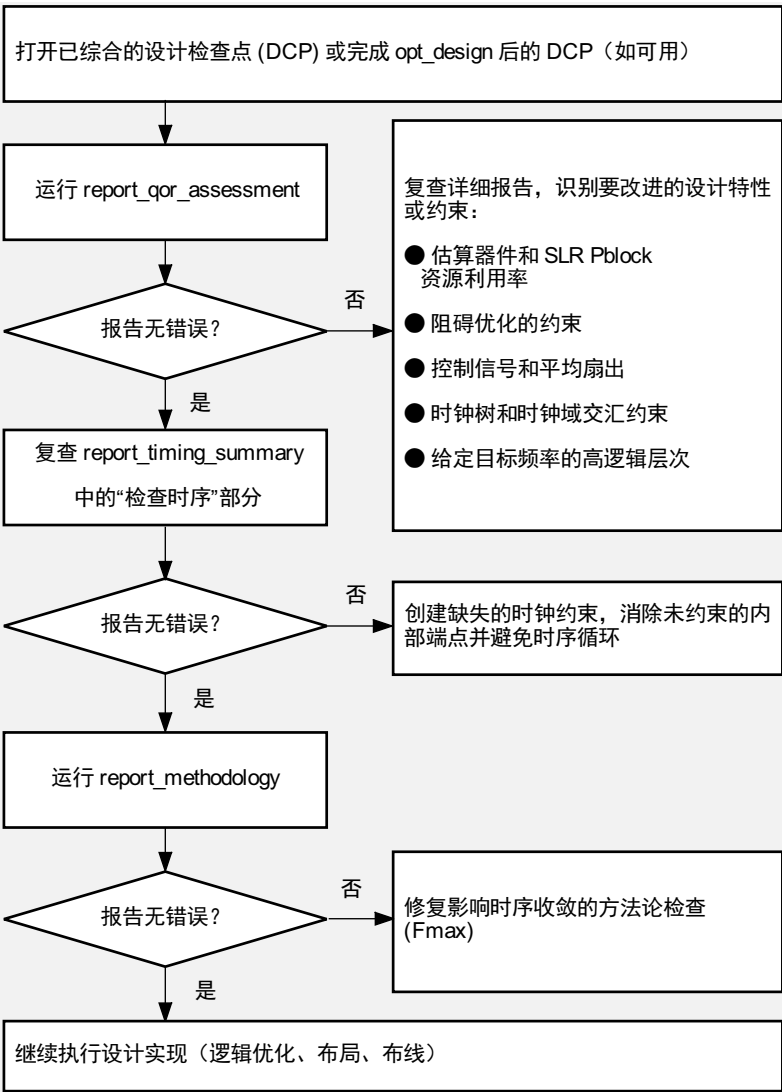 打开已综合的设计检查点 (DCP) 或完成 opt_design 后的 DCP（如可用）
运行 report_qor_assessment
复查详细报告，识别要改进的设计特性
或约束：
● 估算器件和 SLR Pblock
资源利用率
● 阻碍优化的约束
● 控制信号和平均扇出
● 时钟树和时钟域交汇约束
● 给定目标频率的高逻辑层次
报告无错误？
否
是
复查 report_timing_summary
中的“检查时序”部分
报告无错误？
否
创建缺失的时钟约束，消除未约束的内
部端点并避免时序循环
是
运行 report_methodology
报告无错误？
否
修复影响时序收敛的方法论检查
(Fmax)
是
继续执行设计实现（逻辑优化、布局、布线）